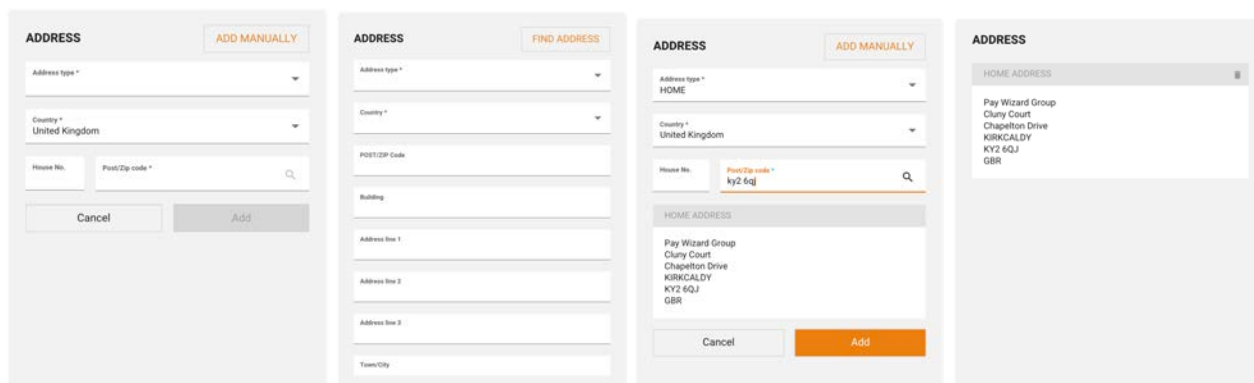 ADDRESS
ADD MANUALLY
Address type *
Country *
United Kingdom
House No.
Post/Zip code *
Cancel
Add
ADDRESS
FIND ADDRESS
Address type *
Country *
POST/ZIP Code
Building
Address line 1
Address line 2
Address line 3
Town/City
ADDRESS
ADD MANUALLY
Address type *
HOME
Country *
United Kingdom
House No.
Post/Zip code *
ky2 6qj
HOME ADDRESS
Pay Wizard Group
Cluny Court
Chapelton Drive
KIRKCALDY
KY2 6QJ
GBR
Cancel
Add
ADDRESS
HOME ADDRESS
Pay Wizard Group
Cluny Court
Chapelton Drive
KIRKCALDY
KY2 6QJ
GBR